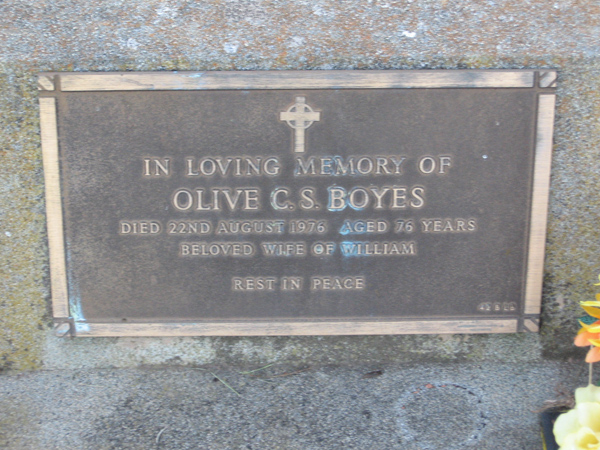 IN LOVING MEMORY OF
OLIVE C.S. BOYES
DIED 22ND AUGUST 1976 AGED 76 YEARS
BELOVED WIFE OF WILLIAM
REST IN PEACE